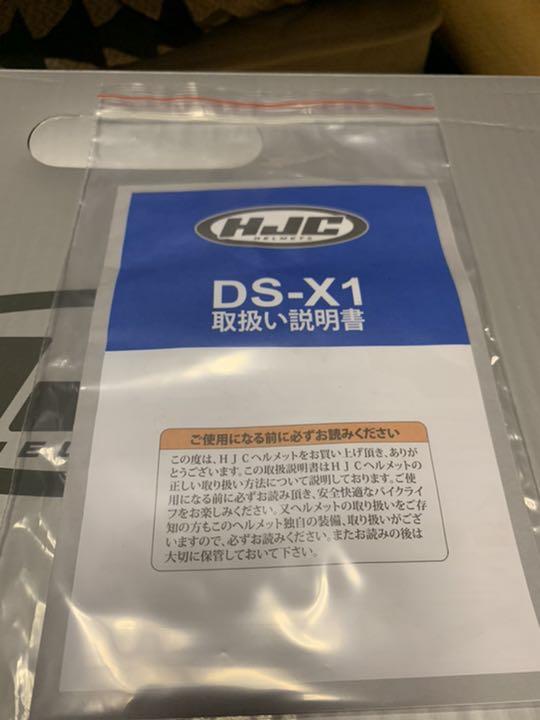 HJC
HELMETS
DS-X1
取扱い説明書
ご使用になる前に必ずお読みください
この度は、HJCヘルメットをお買い上げ頂き、ありが
とうございます。この取扱説明書はHJCヘルメットの
正しい取り扱い方法について説明しております。ご使
用になる前に必ずお読み頂き、安全快適なバイクライ
フをお楽しみください。又ヘルメットの取り扱いをご存
知の方もこのヘルメット独自の装備、取り扱いがござ
いますので、必ずお読みください。またお読みの後は
大切に保管しておいて下さい。